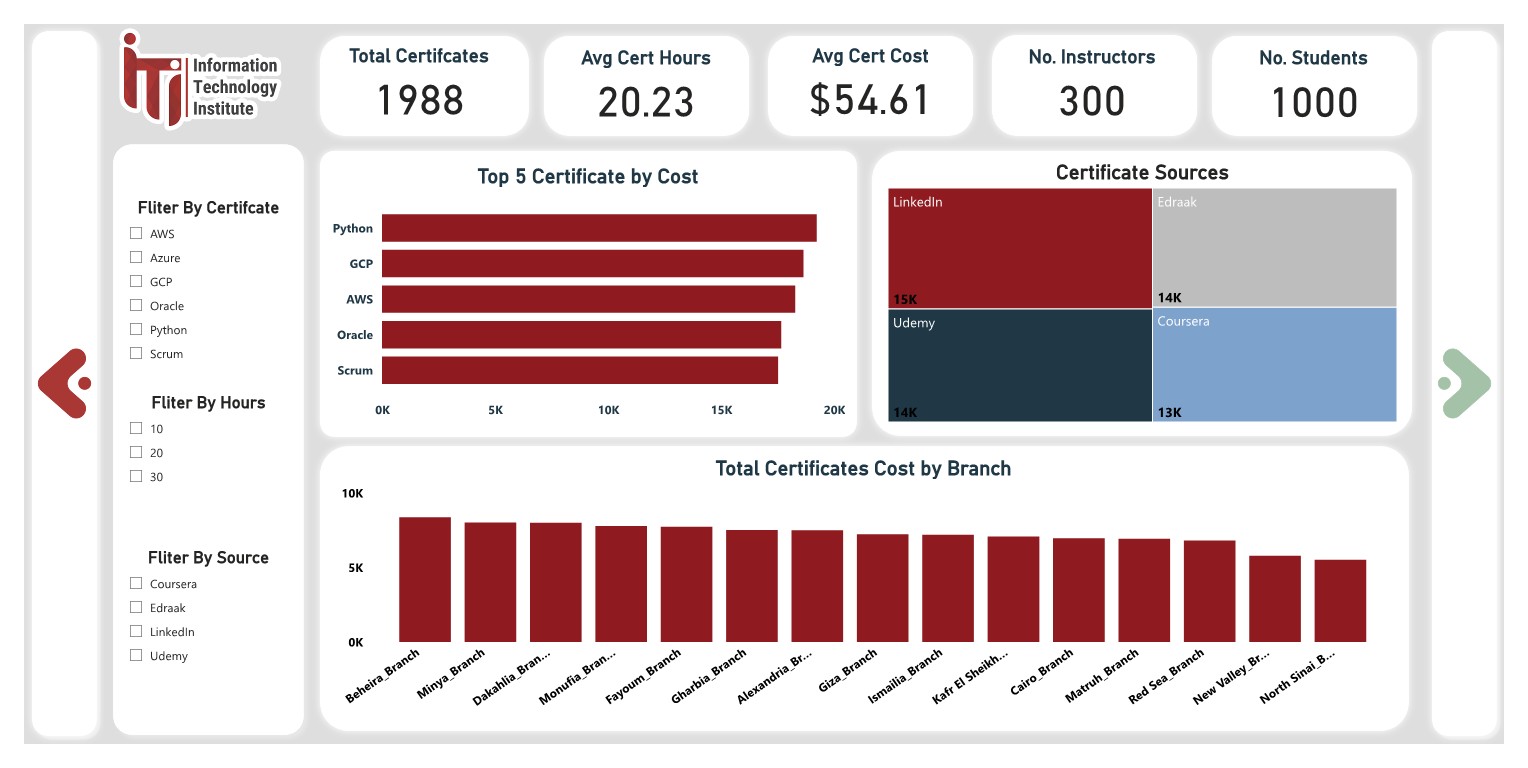 iTi
Information
Technology
Institute
Total Certifcates
1988
Avg Cert Hours
20.23
Avg Cert Cost
$54.61
No. Instructors
300
No. Students
1000
Fliter By Certifcate
AWS
Azure
GCP
Oracle
Python
Scrum
Fliter By Hours
10
20
30
Fliter By Source
Coursera
Edraak
LinkedIn
Udemy
Top 5 Certificate by Cost
Python
GCP
AWS
Oracle
Scrum
0K 5K 10K 15K 20K
Certificate Sources
LinkedIn
15K
Edraak
14K
Udemy
14K
Coursera
13K
Total Certificates Cost by Branch
10K
5K
0K
Beheira_Branch
Minya_Branch
Dakahlia_Bran...
Monufia_Bran...
Fayoum_Branch
Gharbia_Branch
Alexandria_Br...
Giza_Branch
Ismailia_Branch
Kafr El Sheikh...
Cairo_Branch
Matruh_Branch
Red Sea_Branch
New Valley_Br...
North Sinai_B...